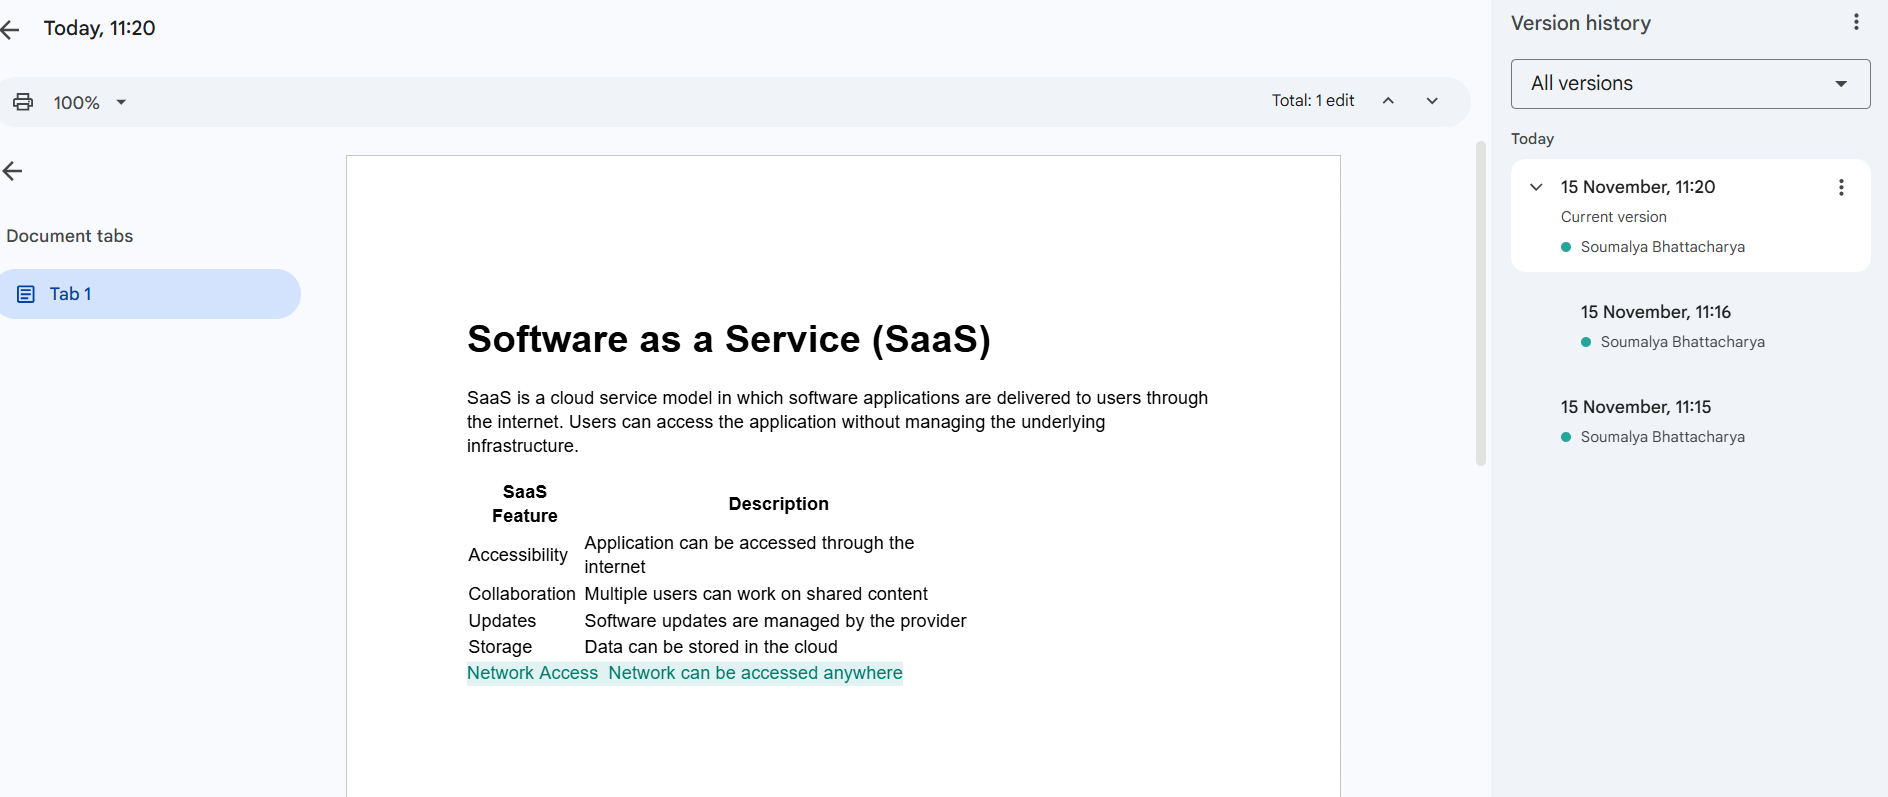 Today, 11:20
100%
Total: 1 edit
Document tabs
Tab 1
Software as a Service (SaaS)
SaaS is a cloud service model in which software applications are delivered to users through
the internet. Users can access the application without managing the underlying
infrastructure.
SaaS
Feature
Description
Accessibility
Application can be accessed through the
internet
Collaboration Multiple users can work on shared content
Updates Software updates are managed by the provider
Storage Data can be stored in the cloud
Network Access Network can be accessed anywhere
Version history
All versions
Today
15 November, 11:20
Current version
Soumalya Bhattacharya
15 November, 11:16
Soumalya Bhattacharya
15 November, 11:15
Soumalya Bhattacharya